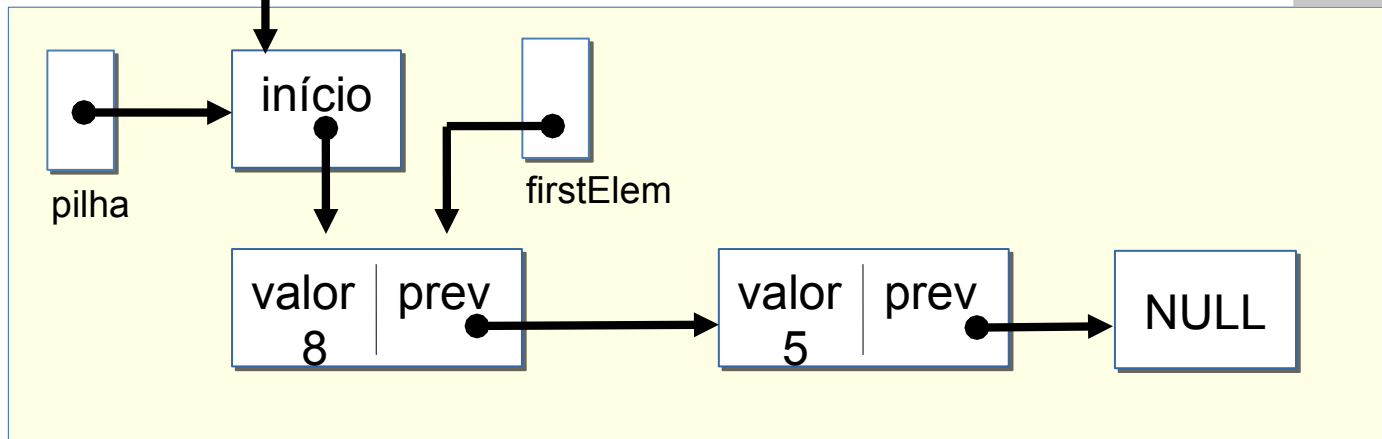 início
pilha
firstElem
valor prev
8
valor prev
5
NULL